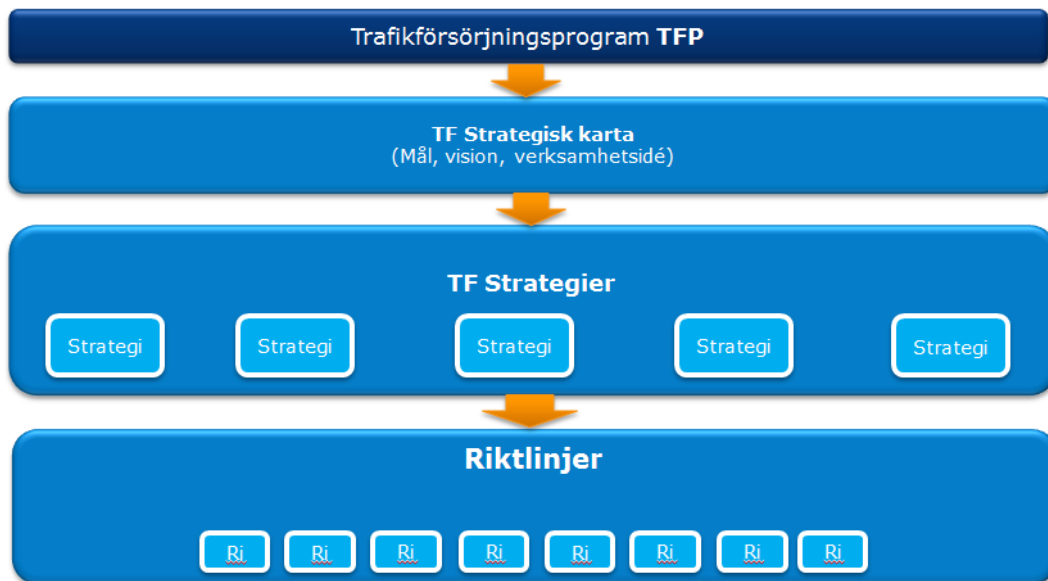 Trafikförsörjningsprogram TFP
TF Strategisk karta
(Mål, vision, verksamhetsidé)
TF Strategier
Strategi Strategi Strategi Strategi Strategi
Riktlinjer
Ri Ri Ri Ri Ri Ri Ri Ri